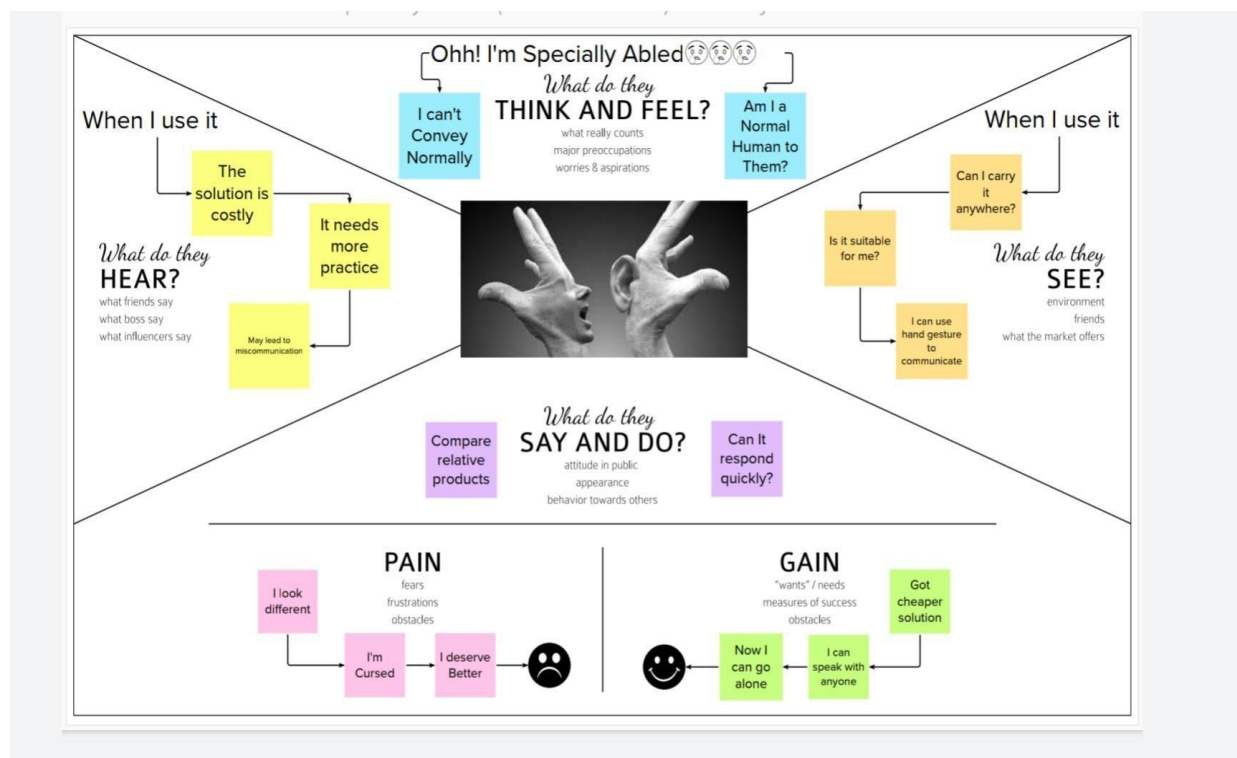 Ohh! I'm Specially Abled
What do they
THINK AND FEEL?
what really counts
major preoccupations
worries & aspirations
I can't
Convey
Normally
Am I a
Normal
Human to
Them?
When I use it
The
solution is
costly
It needs
more
practice
May lead to
miscommunication
What do they
HEAR?
what friends say
what boss say
what influencers say
When I use it
Can I carry
it
anywhere?
Is it suitable
for me?
I can use
hand gesture
to
communicate
What do they
SEE?
environment
friends
what the market offers
What do they
SAY AND DO?
attitude in public
appearance
behavior towards others
Compare
relative
products
Can It
respond
quickly?
PAIN
fears
frustrations
obstacles
I look
different
I'm
Cursed
I deserve
Better
GAIN
"wants" / needs
measures of success
obstacles
Got
cheaper
solution
I can
speak with
anyone
Now I
can go
alone